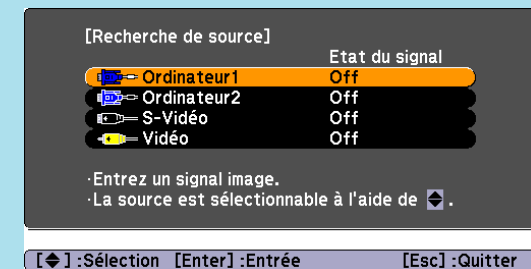 [Recherche de source]
Etat du signal
Ordinateur1 Off
Ordinateur2 Off
S-Vidéo Off
Vidéo Off
·Entrez un signal image.
·La source est sélectionnable à l'aide de .
[ ] :Sélection [Enter] :Entrée [Esc] :Quitter